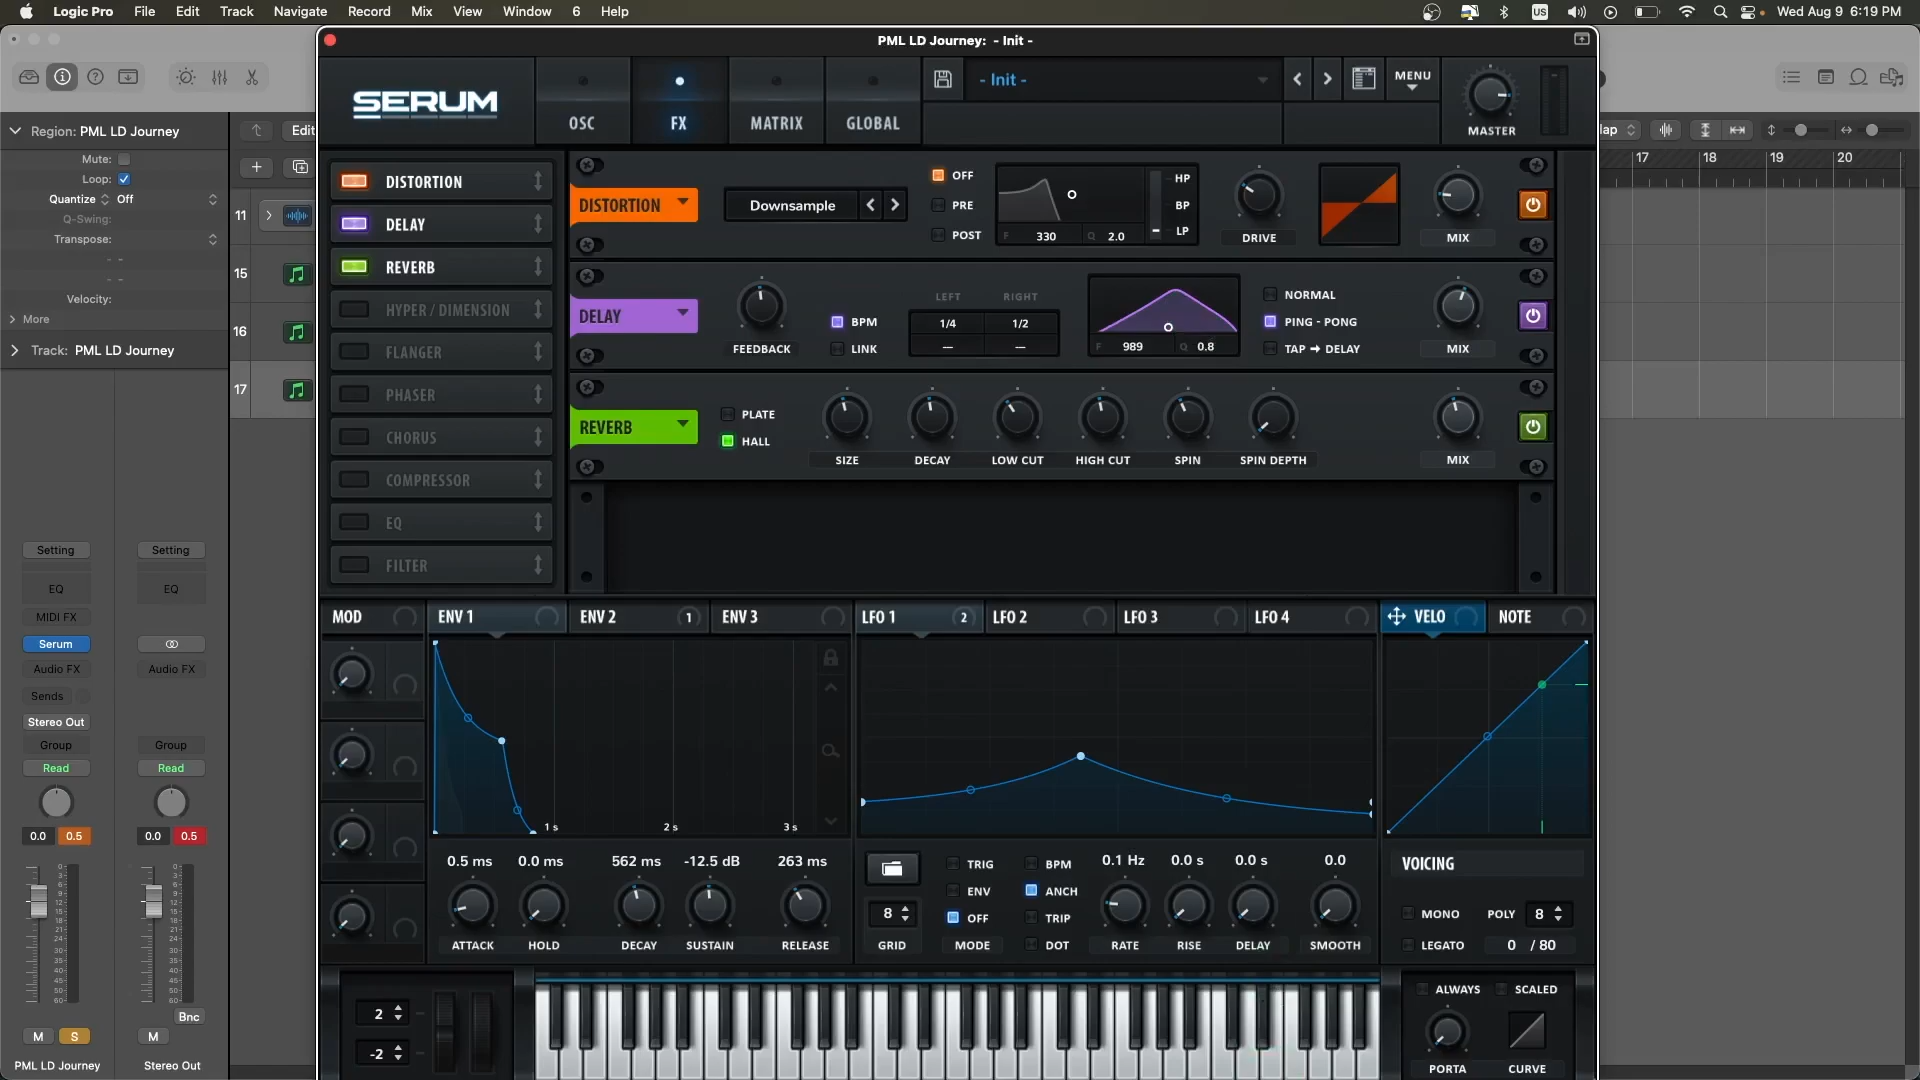 Logic Pro File Edit Track Navigate Record Mix View Window 6 Help
US Wed Aug 9 6:19 PM
PML LD Journey: - Init -
SERUM
OSC FX MATRIX GLOBAL
- Init -
MENU
MASTER
Region: PML LD Journey
Mute:
Loop:
Quantize Off
Q-Swing:
Transpose:
Velocity:
More
Track: PML LD Journey
Edit
11
15
16
17
17 18 19 20
DISTORTION
DELAY
REVERB
HYPER / DIMENSION
FLANGER
PHASER
CHORUS
COMPRESSOR
EQ
FILTER
DISTORTION Downsample
OFF
PRE
POST
F 330 Q 2.0
HP
BP
LP
DRIVE
MIX
DELAY
FEEDBACK
BPM
LINK
LEFT RIGHT
1/4 1/2
F 989 Q 0.8
NORMAL
PING - PONG
TAP ➔ DELAY
MIX
REVERB
PLATE
HALL
SIZE DECAY LOW CUT HIGH CUT SPIN SPIN DEPTH MIX
MOD ENV 1 ENV 2 1 ENV 3 LFO 1 2 LFO 2 LFO 3 LFO 4 VELO NOTE
1 s 2 s 3 s
0.5 ms 0.0 ms 562 ms -12.5 dB 263 ms
ATTACK HOLD DECAY SUSTAIN RELEASE
8
GRID
TRIG
ENV
OFF
MODE
BPM
ANCH
TRIP
DOT
0.1 Hz 0.0 s 0.0 s 0.0
RATE RISE DELAY SMOOTH
VOICING
MONO POLY 8
LEGATO 0 / 80
2
-2
ALWAYS SCALED
PORTA CURVE
Setting Setting
EQ EQ
MIDI FX
Serum
Audio FX Audio FX
Sends
Stereo Out
Group Group
Read Read
0.0 0.5 0.0 0.5
Bnc
M S M
PML LD Journey Stereo Out